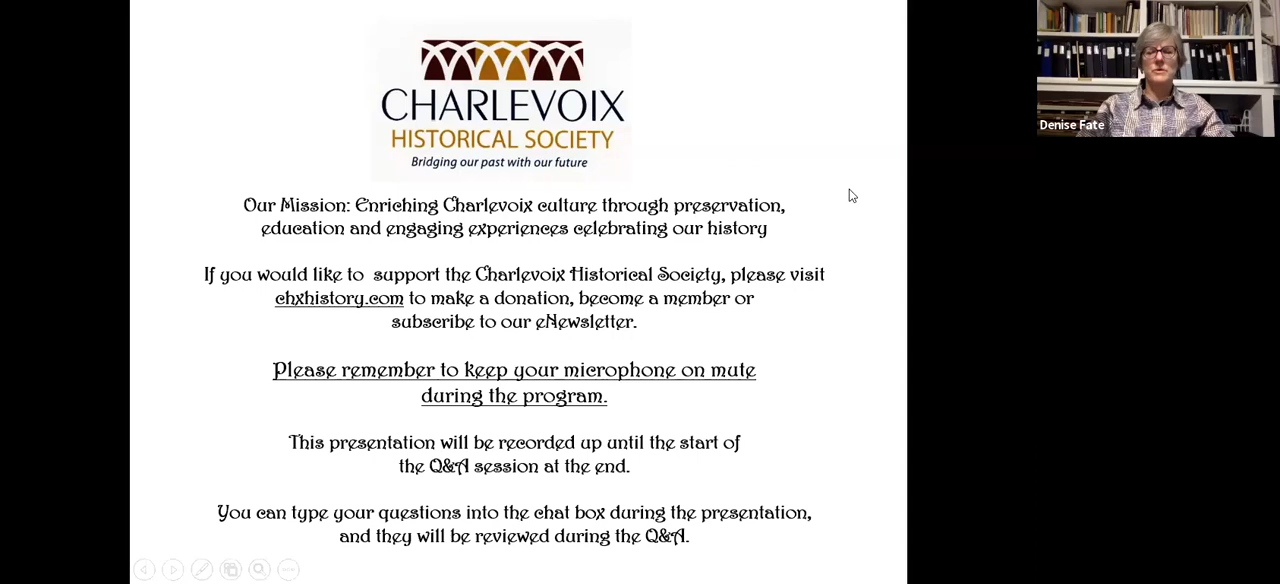 CHARLEVOIX
HISTORICAL SOCIETY
Bridging our past with our future
Denise Fate
Our Mission: Enriching Charlevoix culture through preservation,
education and engaging experiences celebrating our history
If you would like to support the Charlevoix Historical Society, please visit
chxhistory.com to make a donation, become a member or
subscribe to our eNewsletter.
Please remember to keep your microphone on mute
during the program.
This presentation will be recorded up until the start of
the Q&A session at the end.
You can type your questions into the chat box during the presentation,
and they will be reviewed during the Q&A.